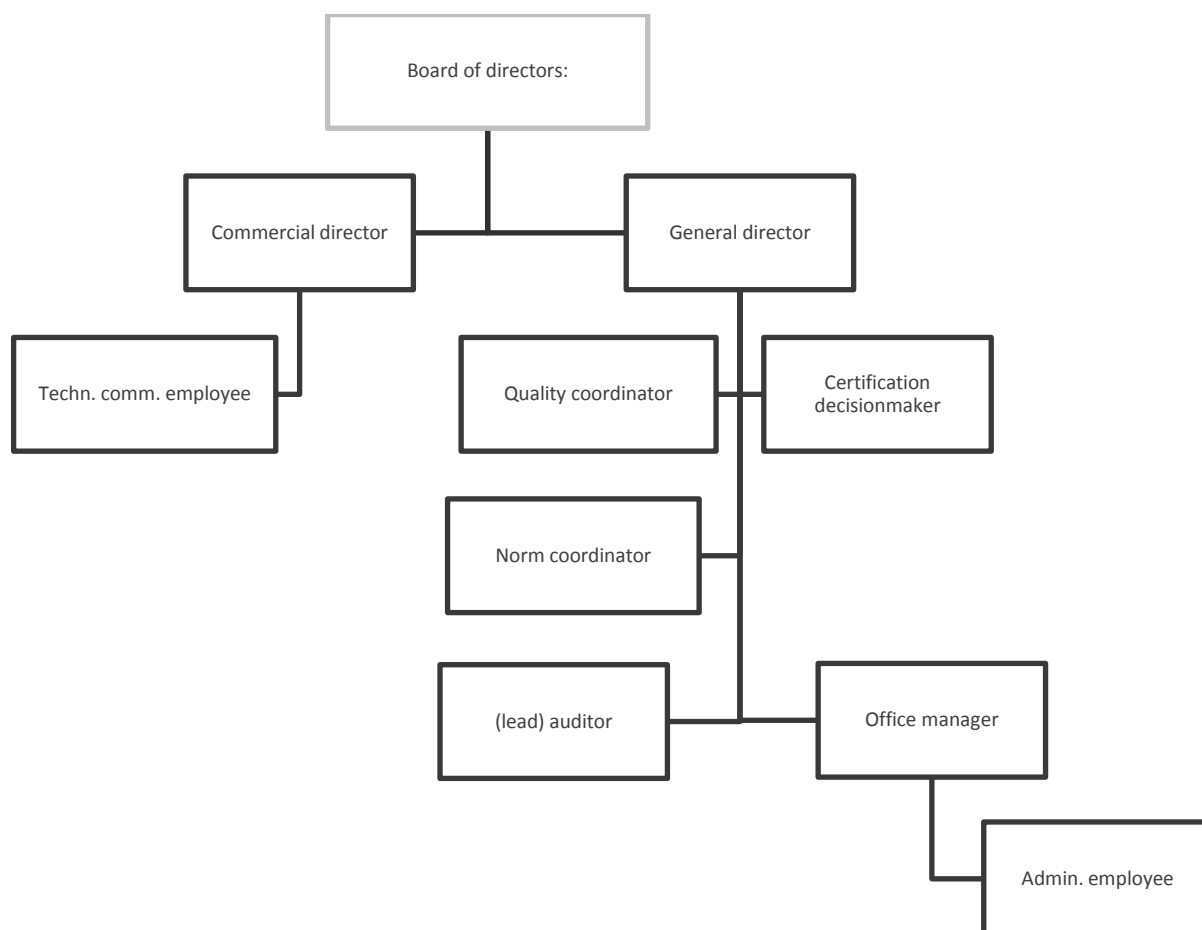 Board of directors:
Commercial director
General director
Techn. comm. employee
Quality coordinator
Certification
decisionmaker
Norm coordinator
(lead) auditor
Office manager
Admin. employee